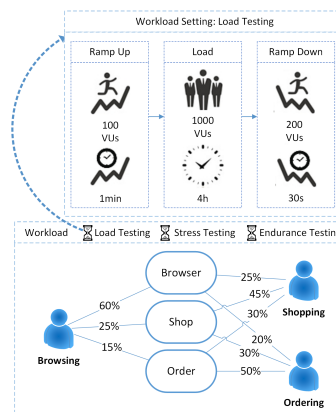 Workload Setting: Load Testing
Ramp Up
Load
Ramp Down
100
VUs
1000
VUs
200
VUs
1min
4h
30s
Workload
Load Testing
Stress Testing
Endurance Testin
Browser
Shop
Order
60%
25%
15%
Browsing
25%
45%
30%
Shopping
20%
30%
50%
Ordering